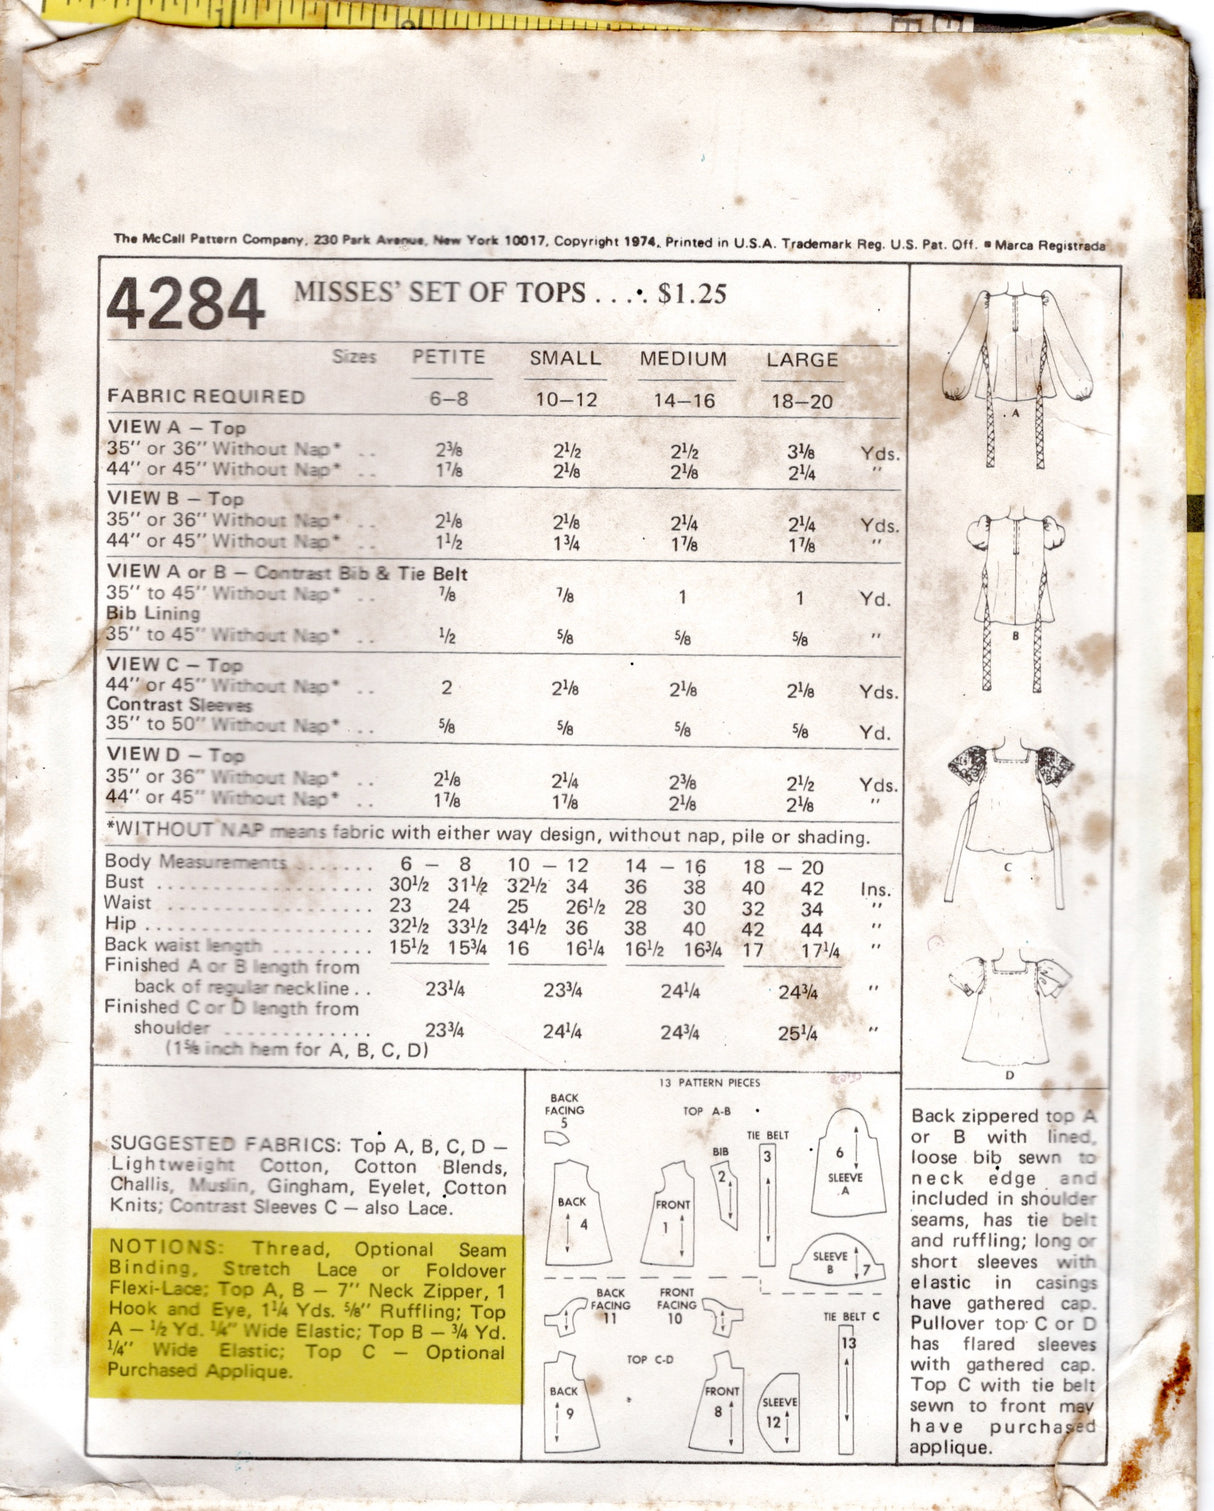 The McCall Pattern Company, 230 Park Avenue, New York 10017, Copyright 1974, Printed in U.S.A. Trademark Reg. U.S. Pat. Off. ■ Marca Registrada
4284 MISSES' SET OF TOPS . . . . $1.25
Sizes PETITE SMALL MEDIUM LARGE
FABRIC REQUIRED 6–8 10–12 14–16 18–20
VIEW A – Top
35" or 36" Without Nap* . . 2⅜ 2½ 2½ 3⅛ Yds.
44" or 45" Without Nap* . . 1⅞ 2⅛ 2⅛ 2¼ "
VIEW B – Top
35" or 36" Without Nap* . . 2⅛ 2⅛ 2¼ 2¼ Yds.
44" or 45" Without Nap* . . 1½ 1¾ 1⅞ 1⅞ "
VIEW A or B – Contrast Bib & Tie Belt
35" to 45" Without Nap* . . ⅞ ⅞ 1 1 Yd.
Bib Lining
35" to 45" Without Nap* . . ½ ⅝ ⅝ ⅝ "
VIEW C – Top
44" or 45" Without Nap* . . 2 2⅛ 2⅛ 2⅛ Yds.
Contrast Sleeves
35" to 50" Without Nap* . . ⅝ ⅝ ⅝ ⅝ Yd.
VIEW D – Top
35" or 36" Without Nap* . . 2⅛ 2¼ 2⅜ 2½ Yds.
44" or 45" Without Nap* . . 1⅞ 1⅞ 2⅛ 2⅛ "
*WITHOUT NAP means fabric with either way design, without nap, pile or shading.
Body Measurements . . . . . . . 6 – 8 10 – 12 14 – 16 18 – 20
Bust . . . . . . . . . . . . . . . . . . 30½ 31½ 32½ 34 36 38 40 42 Ins.
Waist . . . . . . . . . . . . . . . . . 23 24 25 26½ 28 30 32 34 "
Hip . . . . . . . . . . . . . . . . . . . 32½ 33½ 34½ 36 38 40 42 44 "
Back waist length . . . . . . . . . 15½ 15¾ 16 16¼ 16½ 16¾ 17 17¼ "
Finished A or B length from
back of regular neckline . . 23¼ 23¾ 24¼ 24¾ "
Finished C or D length from
shoulder . . . . . . . . . . . . . 23¾ 24¼ 24¾ 25¼ "
(1⅝ inch hem for A, B, C, D)
A
B
C
D
SUGGESTED FABRICS: Top A, B, C, D –
Lightweight Cotton, Cotton Blends,
Challis, Muslin, Gingham, Eyelet, Cotton
Knits; Contrast Sleeves C – also Lace.
NOTIONS: Thread, Optional Seam
Binding, Stretch Lace or Foldover
Flexi-Lace; Top A, B – 7" Neck Zipper, 1
Hook and Eye, 1¼ Yds. ⅝" Ruffling; Top
A – ½ Yd. ¼" Wide Elastic; Top B – ¾ Yd.
¼" Wide Elastic; Top C – Optional
Purchased Applique.
13 PATTERN PIECES
BACK
FACING
5
TOP A-B
BACK
4
FRONT
1
BIB
2
TIE BELT
3
6
SLEEVE
A
SLEEVE
B 7
BACK
FACING
11
FRONT
FACING
10
TIE BELT C
13
TOP C-D
BACK
9
FRONT
8
SLEEVE
12
Back zippered top A
or B with lined,
loose bib sewn to
neck edge and
included in shoulder
seams, has tie belt
and ruffling; long or
short sleeves with
elastic in casings
have gathered cap.
Pullover top C or D
has flared sleeves
with gathered cap.
Top C with tie belt
sewn to front may
have purchased
applique.